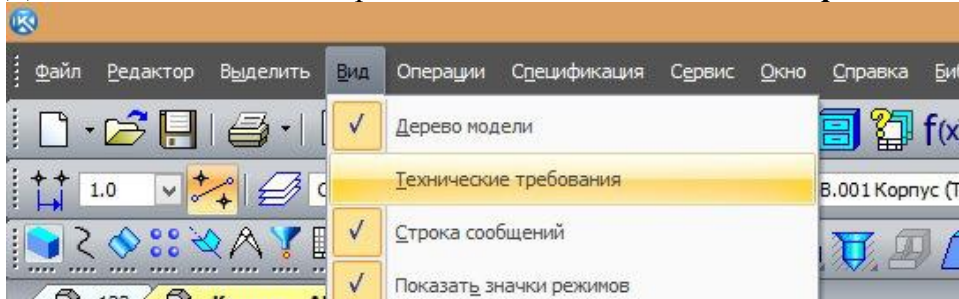 Файл Редактор Выделить Вид Операции Спецификация Сервис Окно Справка
Дерево модели
f(x
1.0
Технические требования
В.001 Корпус (Т
Строка сообщений
Показать значки режимов